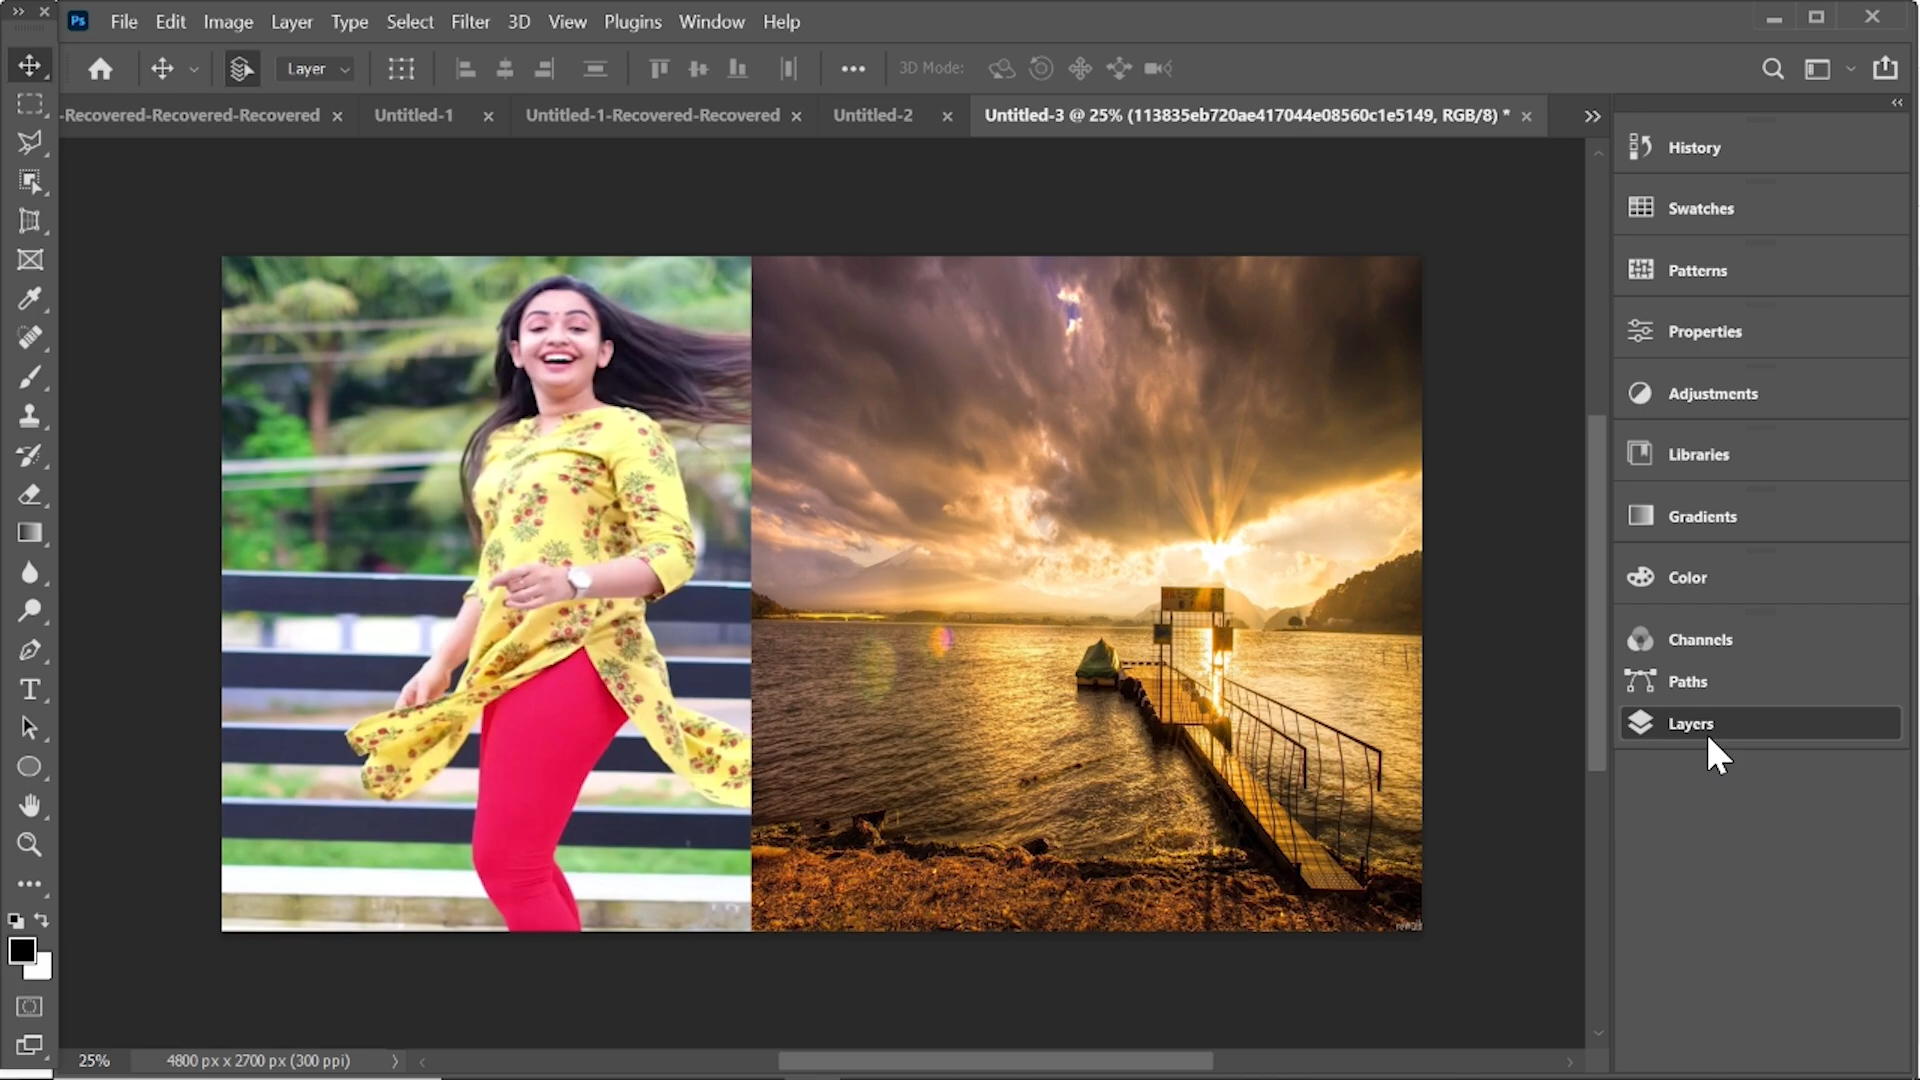 Ps File Edit Image Layer Type Select Filter 3D View Plugins Window Help
Layer 3D Mode:
-Recovered-Recovered-Recovered × Untitled-1 × Untitled-1-Recovered-Recovered × Untitled-2 × Untitled-3 @ 25% (113835eb720ae417044e08560c1e5149, RGB/8) * ×
History
Swatches
Patterns
Properties
Adjustments
Libraries
Gradients
Color
Channels
Paths
Layers
25% 4800 px x 2700 px (300 ppi)